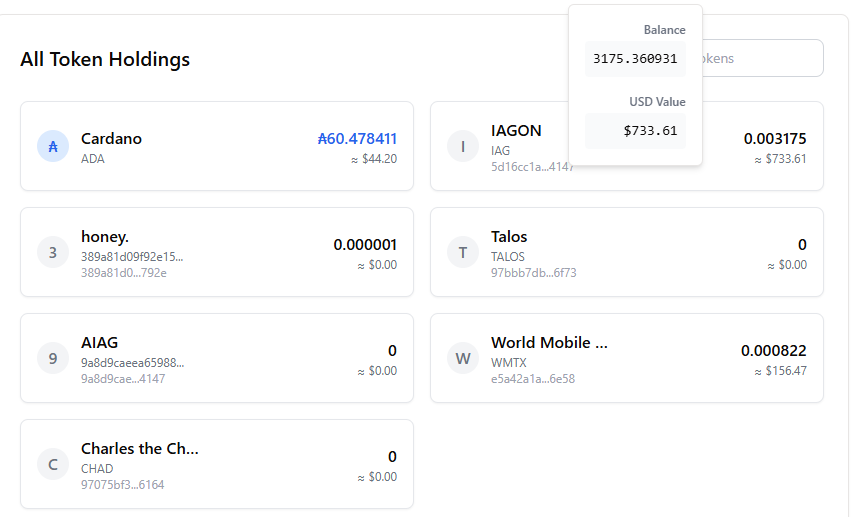 Balance
3175.360931
USD Value
$733.61
All Token Holdings
okens
₳
Cardano
ADA
₳60.478411
≈ $44.20
I
IAGON
IAG
5d16cc1a...4147
0.003175
≈ $733.61
3
honey.
389a81d09f92e15...
389a81d0...792e
0.000001
≈ $0.00
T
Talos
TALOS
97bbb7db...6f73
0
≈ $0.00
9
AIAG
9a8d9caeea65988...
9a8d9cae...4147
0
≈ $0.00
W
World Mobile ...
WMTX
e5a42a1a...6e58
0.000822
≈ $156.47
C
Charles the Ch...
CHAD
97075bf3...6164
0
≈ $0.00